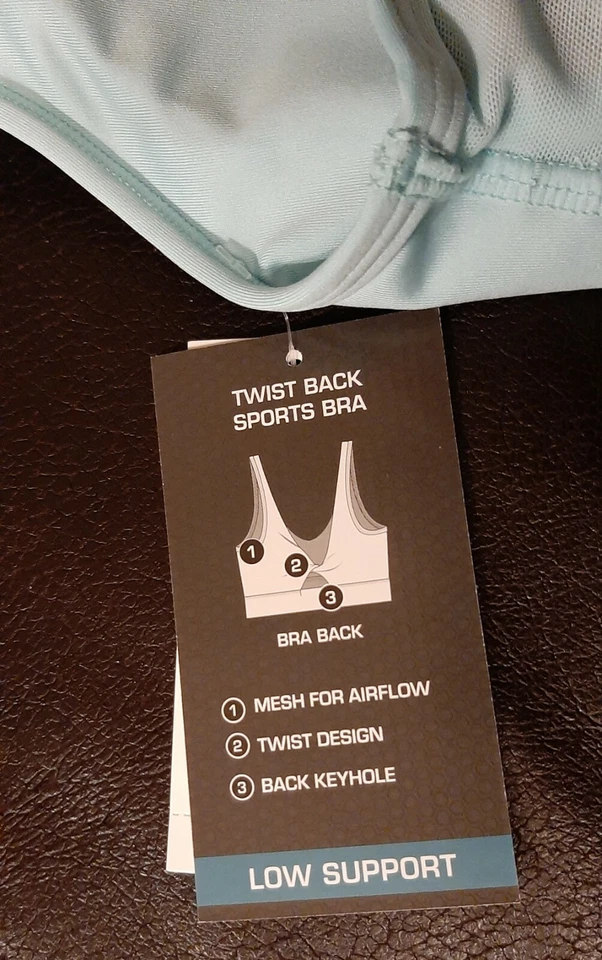 TWIST BACK
SPORTS BRA
1
2
3
BRA BACK
1 MESH FOR AIRFLOW
2 TWIST DESIGN
3 BACK KEYHOLE
LOW SUPPORT